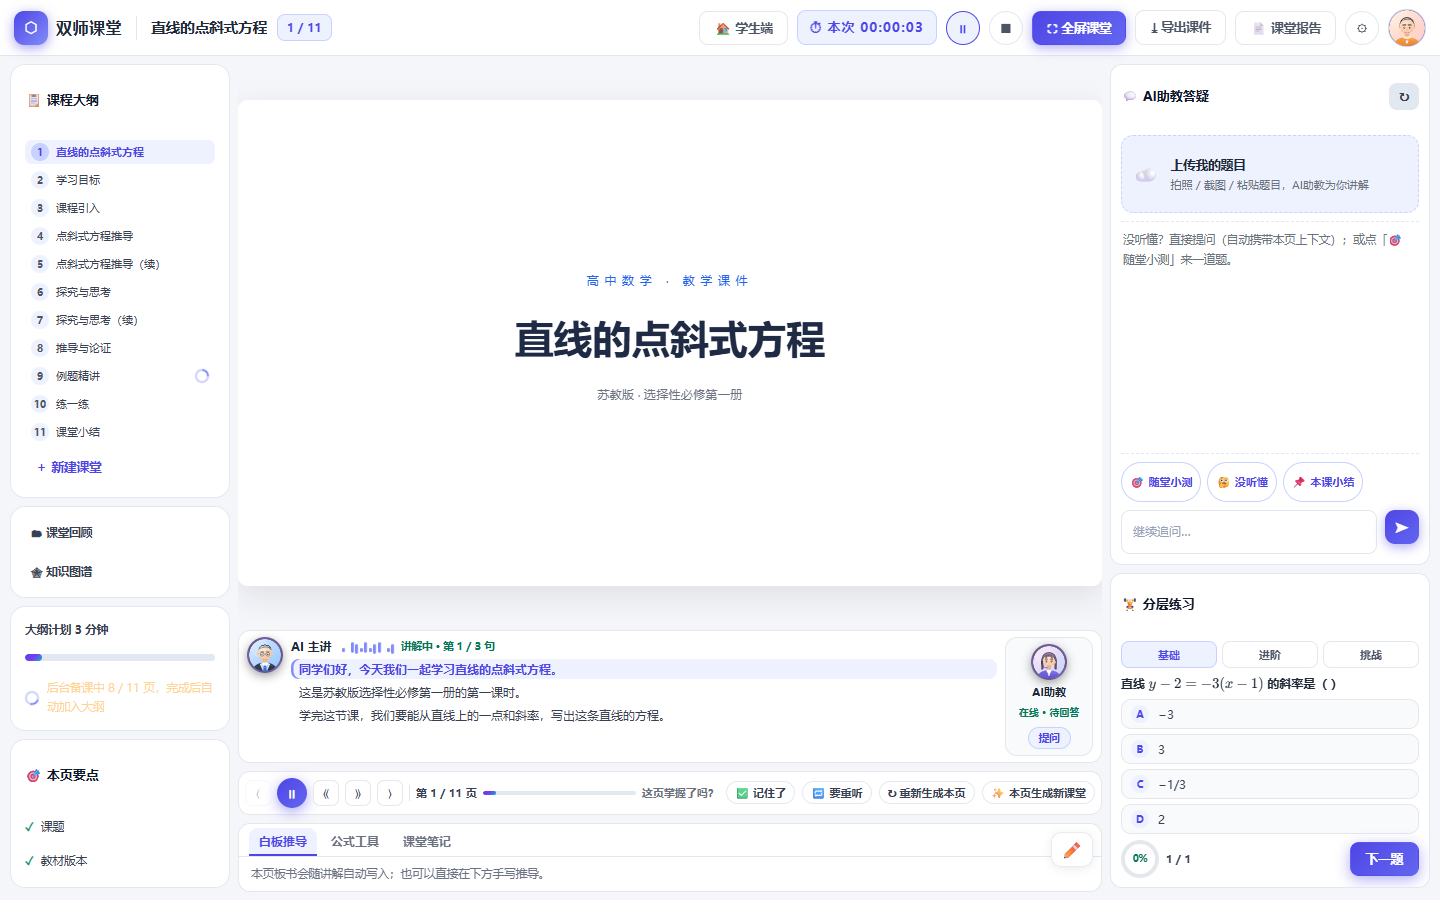 双师课堂
直线的点斜式方程
1 / 11
学生端
本次 00:00:03
全屏课堂
导出课件
课堂报告
课程大纲
1 直线的点斜式方程
2 学习目标
3 课程引入
4 点斜式方程推导
5 点斜式方程推导（续）
6 探究与思考
7 探究与思考（续）
8 推导与论证
9 例题精讲
10 练一练
11 课堂小结
+ 新建课堂
课堂回顾
知识图谱
大纲计划 3 分钟
后台备课中 8 / 11 页，完成后自
动加入大纲
本页要点
✓ 课题
✓ 教材版本
高中数学 · 教学课件
直线的点斜式方程
苏教版 · 选择性必修第一册
AI 主讲
讲解中 • 第 1 / 3 句
同学们好，今天我们一起学习直线的点斜式方程。
这是苏教版选择性必修第一册的第一课时。
学完这节课，我们要能从直线上的一点和斜率，写出这条直线的方程。
AI助教
在线 • 待回答
提问
第 1 / 11 页
这页掌握了吗？
记住了
要重听
重新生成本页
本页生成新课堂
白板推导
公式工具
课堂笔记
本页板书会随讲解自动写入；也可以直接在下方手写推导。
AI助教答疑
上传我的题目
拍照 / 截图 / 粘贴题目，AI助教为你讲解
没听懂？直接提问（自动携带本页上下文）；或点「🎯
随堂小测」来一道题。
随堂小测
没听懂
本课小结
继续追问...
分层练习
基础
进阶
挑战
直线 y − 2 = −3(x − 1) 的斜率是（ ）
A −3
B 3
C −1/3
D 2
0%
1 / 1
下一题